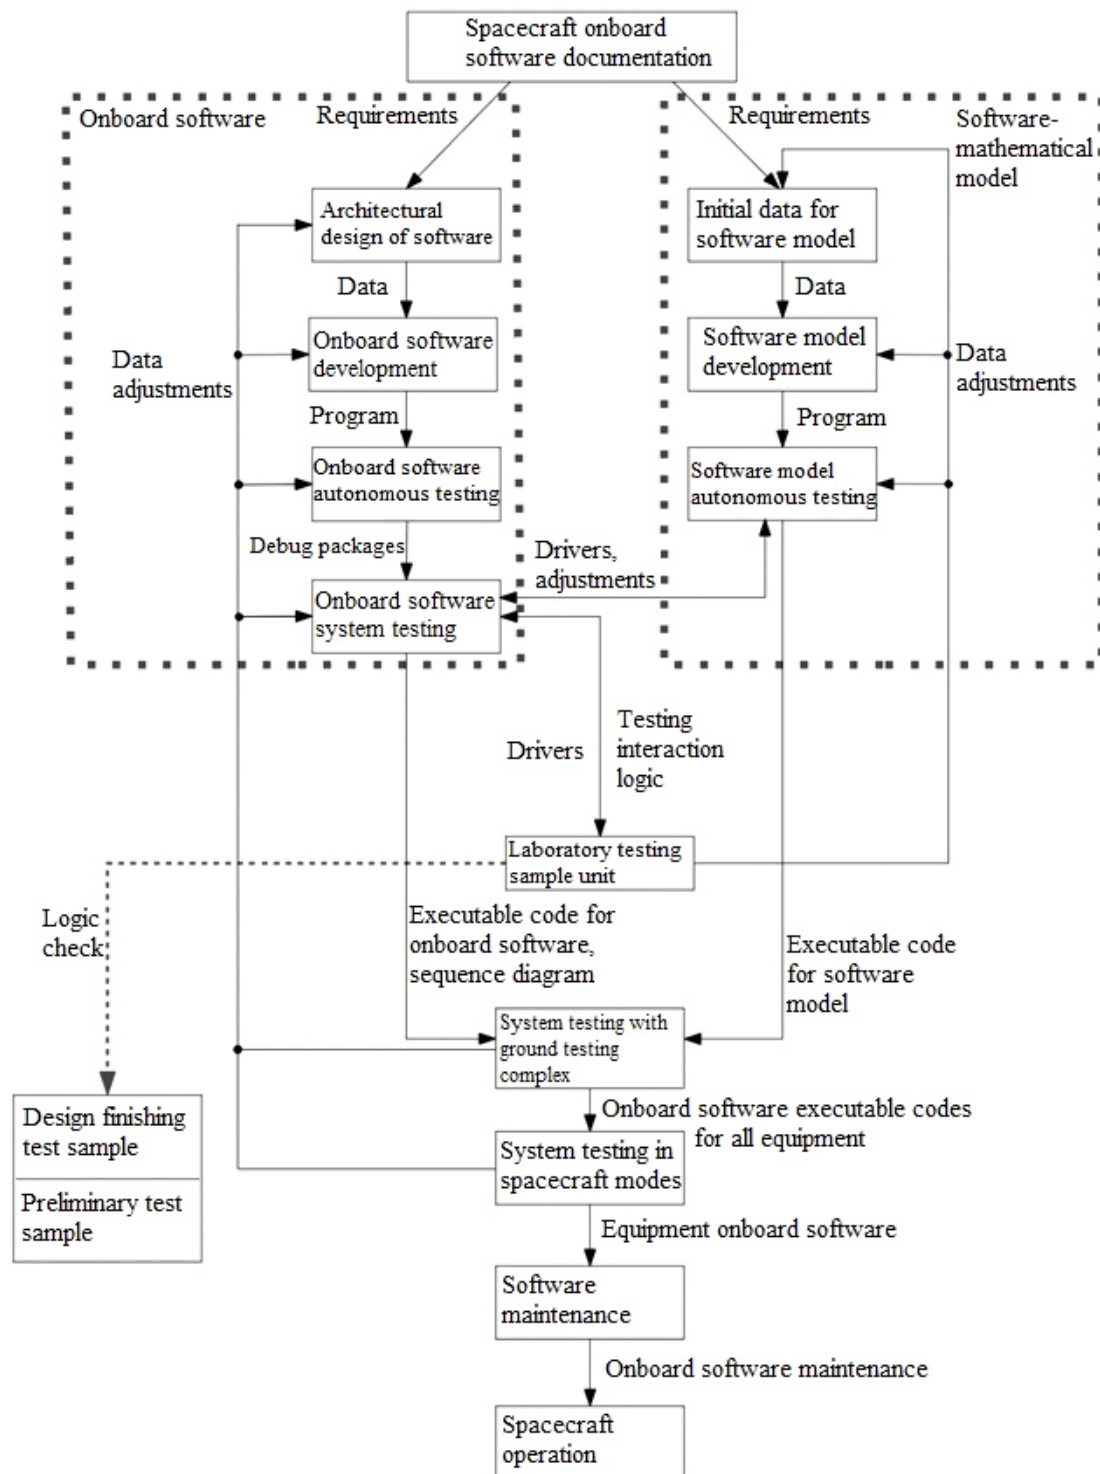 Spacecraft onboard
software documentation
Onboard software
Requirements
Requirements
Software-
mathematical
model
Architectural
design of software
Initial data for
software model
Data
Data
Onboard software
development
Software model
development
Data
adjustments
Data
adjustments
Program
Program
Onboard software
autonomous testing
Software model
autonomous testing
Debug packages
Drivers,
adjustments
Onboard software
system testing
Drivers
Testing
interaction
logic
Laboratory testing
sample unit
Logic
check
Executable code for
onboard software,
sequence diagram
Executable code
for software
model
System testing with
ground testing
complex
Design finishing
test sample
Preliminary test
sample
Onboard software executable codes
for all equipment
System testing in
spacecraft modes
Equipment onboard software
Software
maintenance
Onboard software maintenance
Spacecraft
operation